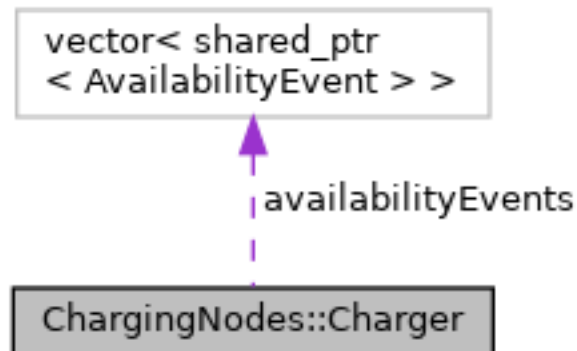 vector< shared_ptr
< AvailabilityEvent > >
availabilityEvents
ChargingNodes::Charger